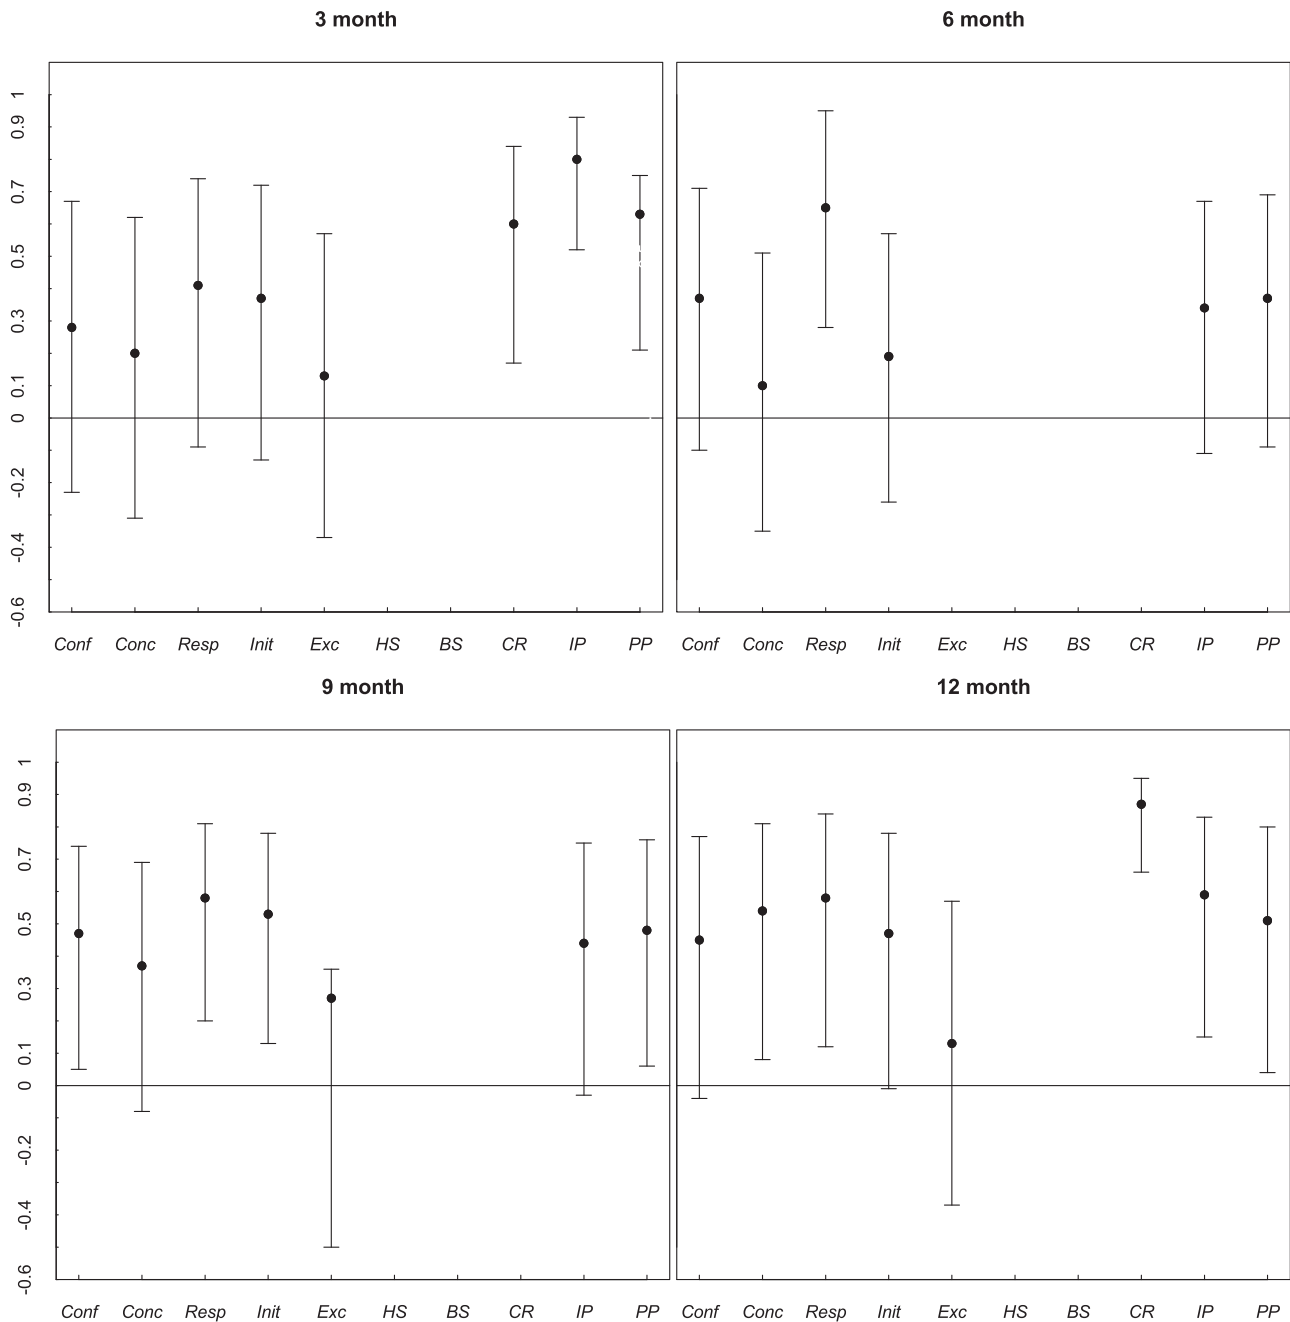 3 month
6 month
1
0.9
0.7
0.5
0.3
0.1
0
-0.2
-0.4
-0.6
Conf Conc Resp Init Exc HS BS CR IP PP
Conf Conc Resp Init Exc HS BS CR IP PP
9 month
12 month
1
0.9
0.7
0.5
0.3
0.1
0
-0.2
-0.4
-0.6
Conf Conc Resp Init Exc HS BS CR IP PP
Conf Conc Resp Init Exc HS BS CR IP PP